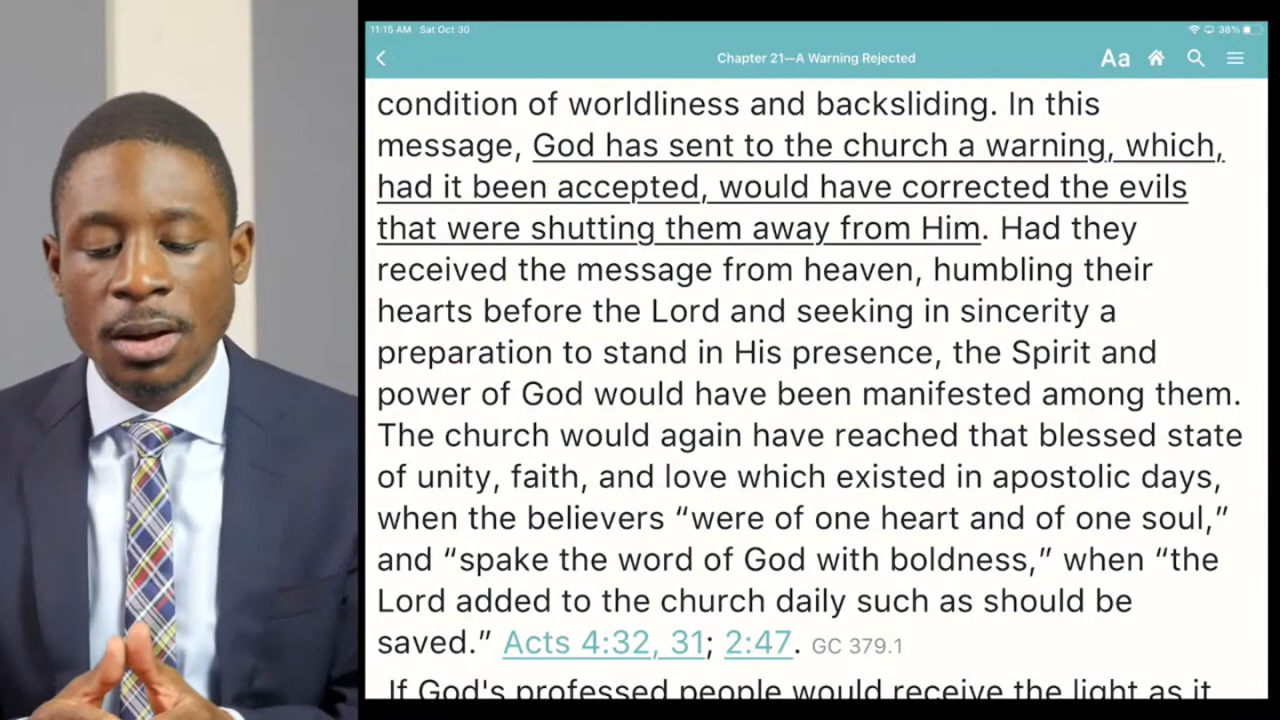 11:15 AM Sat Oct 30
38%
Chapter 21—A Warning Rejected
Aa
condition of worldliness and backsliding. In this
message, God has sent to the church a warning, which,
had it been accepted, would have corrected the evils
that were shutting them away from Him. Had they
received the message from heaven, humbling their
hearts before the Lord and seeking in sincerity a
preparation to stand in His presence, the Spirit and
power of God would have been manifested among them.
The church would again have reached that blessed state
of unity, faith, and love which existed in apostolic days,
when the believers “were of one heart and of one soul,”
and “spake the word of God with boldness,” when “the
Lord added to the church daily such as should be
saved.” Acts 4:32, 31; 2:47. GC 379.1
If God's professed people would receive the light as it